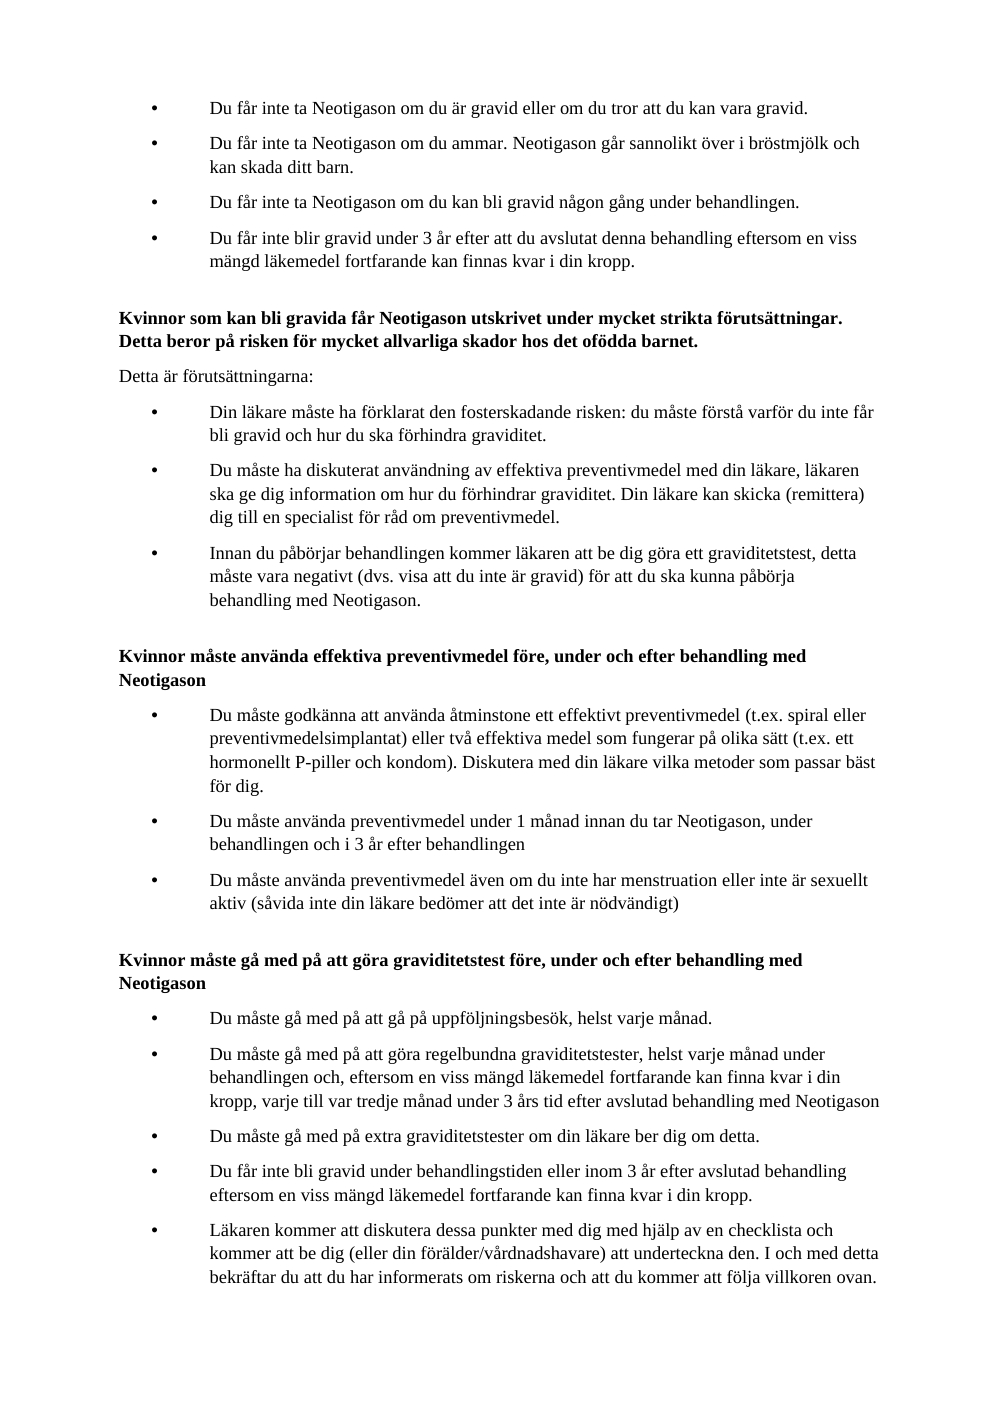 • Du får inte ta Neotigason om du är gravid eller om du tror att du kan vara gravid.
• Du får inte ta Neotigason om du ammar. Neotigason går sannolikt över i bröstmjölk och
kan skada ditt barn.
• Du får inte ta Neotigason om du kan bli gravid någon gång under behandlingen.
• Du får inte blir gravid under 3 år efter att du avslutat denna behandling eftersom en viss
mängd läkemedel fortfarande kan finnas kvar i din kropp.
Kvinnor som kan bli gravida får Neotigason utskrivet under mycket strikta förutsättningar.
Detta beror på risken för mycket allvarliga skador hos det ofödda barnet.
Detta är förutsättningarna:
• Din läkare måste ha förklarat den fosterskadande risken: du måste förstå varför du inte får
bli gravid och hur du ska förhindra graviditet.
• Du måste ha diskuterat användning av effektiva preventivmedel med din läkare, läkaren
ska ge dig information om hur du förhindrar graviditet. Din läkare kan skicka (remittera)
dig till en specialist för råd om preventivmedel.
• Innan du påbörjar behandlingen kommer läkaren att be dig göra ett graviditetstest, detta
måste vara negativt (dvs. visa att du inte är gravid) för att du ska kunna påbörja
behandling med Neotigason.
Kvinnor måste använda effektiva preventivmedel före, under och efter behandling med
Neotigason
• Du måste godkänna att använda åtminstone ett effektivt preventivmedel (t.ex. spiral eller
preventivmedelsimplantat) eller två effektiva medel som fungerar på olika sätt (t.ex. ett
hormonellt P-piller och kondom). Diskutera med din läkare vilka metoder som passar bäst
för dig.
• Du måste använda preventivmedel under 1 månad innan du tar Neotigason, under
behandlingen och i 3 år efter behandlingen
• Du måste använda preventivmedel även om du inte har menstruation eller inte är sexuellt
aktiv (såvida inte din läkare bedömer att det inte är nödvändigt)
Kvinnor måste gå med på att göra graviditetstest före, under och efter behandling med
Neotigason
• Du måste gå med på att gå på uppföljningsbesök, helst varje månad.
• Du måste gå med på att göra regelbundna graviditetstester, helst varje månad under
behandlingen och, eftersom en viss mängd läkemedel fortfarande kan finna kvar i din
kropp, varje till var tredje månad under 3 års tid efter avslutad behandling med Neotigason
• Du måste gå med på extra graviditetstester om din läkare ber dig om detta.
• Du får inte bli gravid under behandlingstiden eller inom 3 år efter avslutad behandling
eftersom en viss mängd läkemedel fortfarande kan finna kvar i din kropp.
• Läkaren kommer att diskutera dessa punkter med dig med hjälp av en checklista och
kommer att be dig (eller din förälder/vårdnadshavare) att underteckna den. I och med detta
bekräftar du att du har informerats om riskerna och att du kommer att följa villkoren ovan.